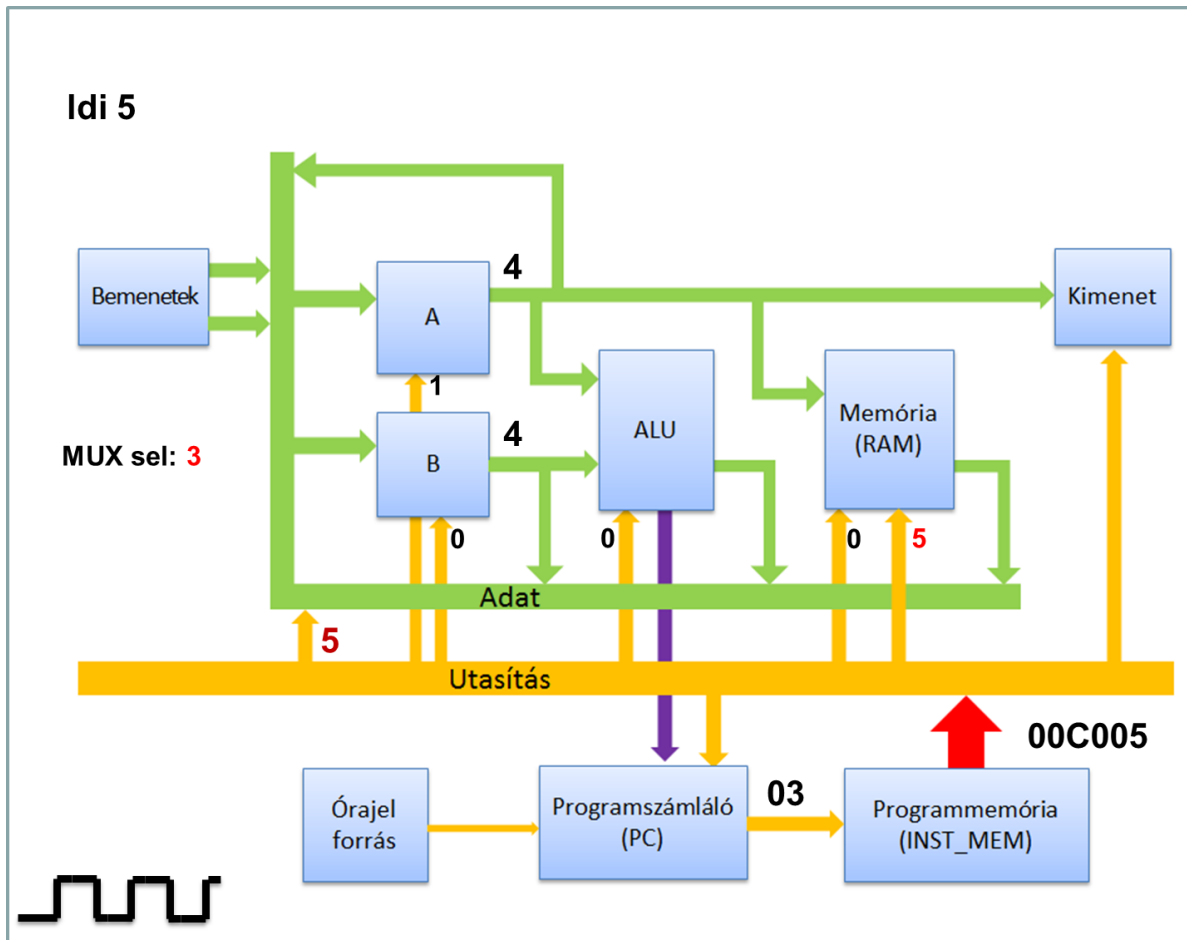 ldi 5
Bemenetek
A
4
Kimenet
1
MUX sel: 3
B
4
ALU
Memória
(RAM)
0
0
0
5
Adat
5
Utasítás
00C005
Órajel
forrás
Programszámláló
(PC)
03
Programmemória
(INST_MEM)